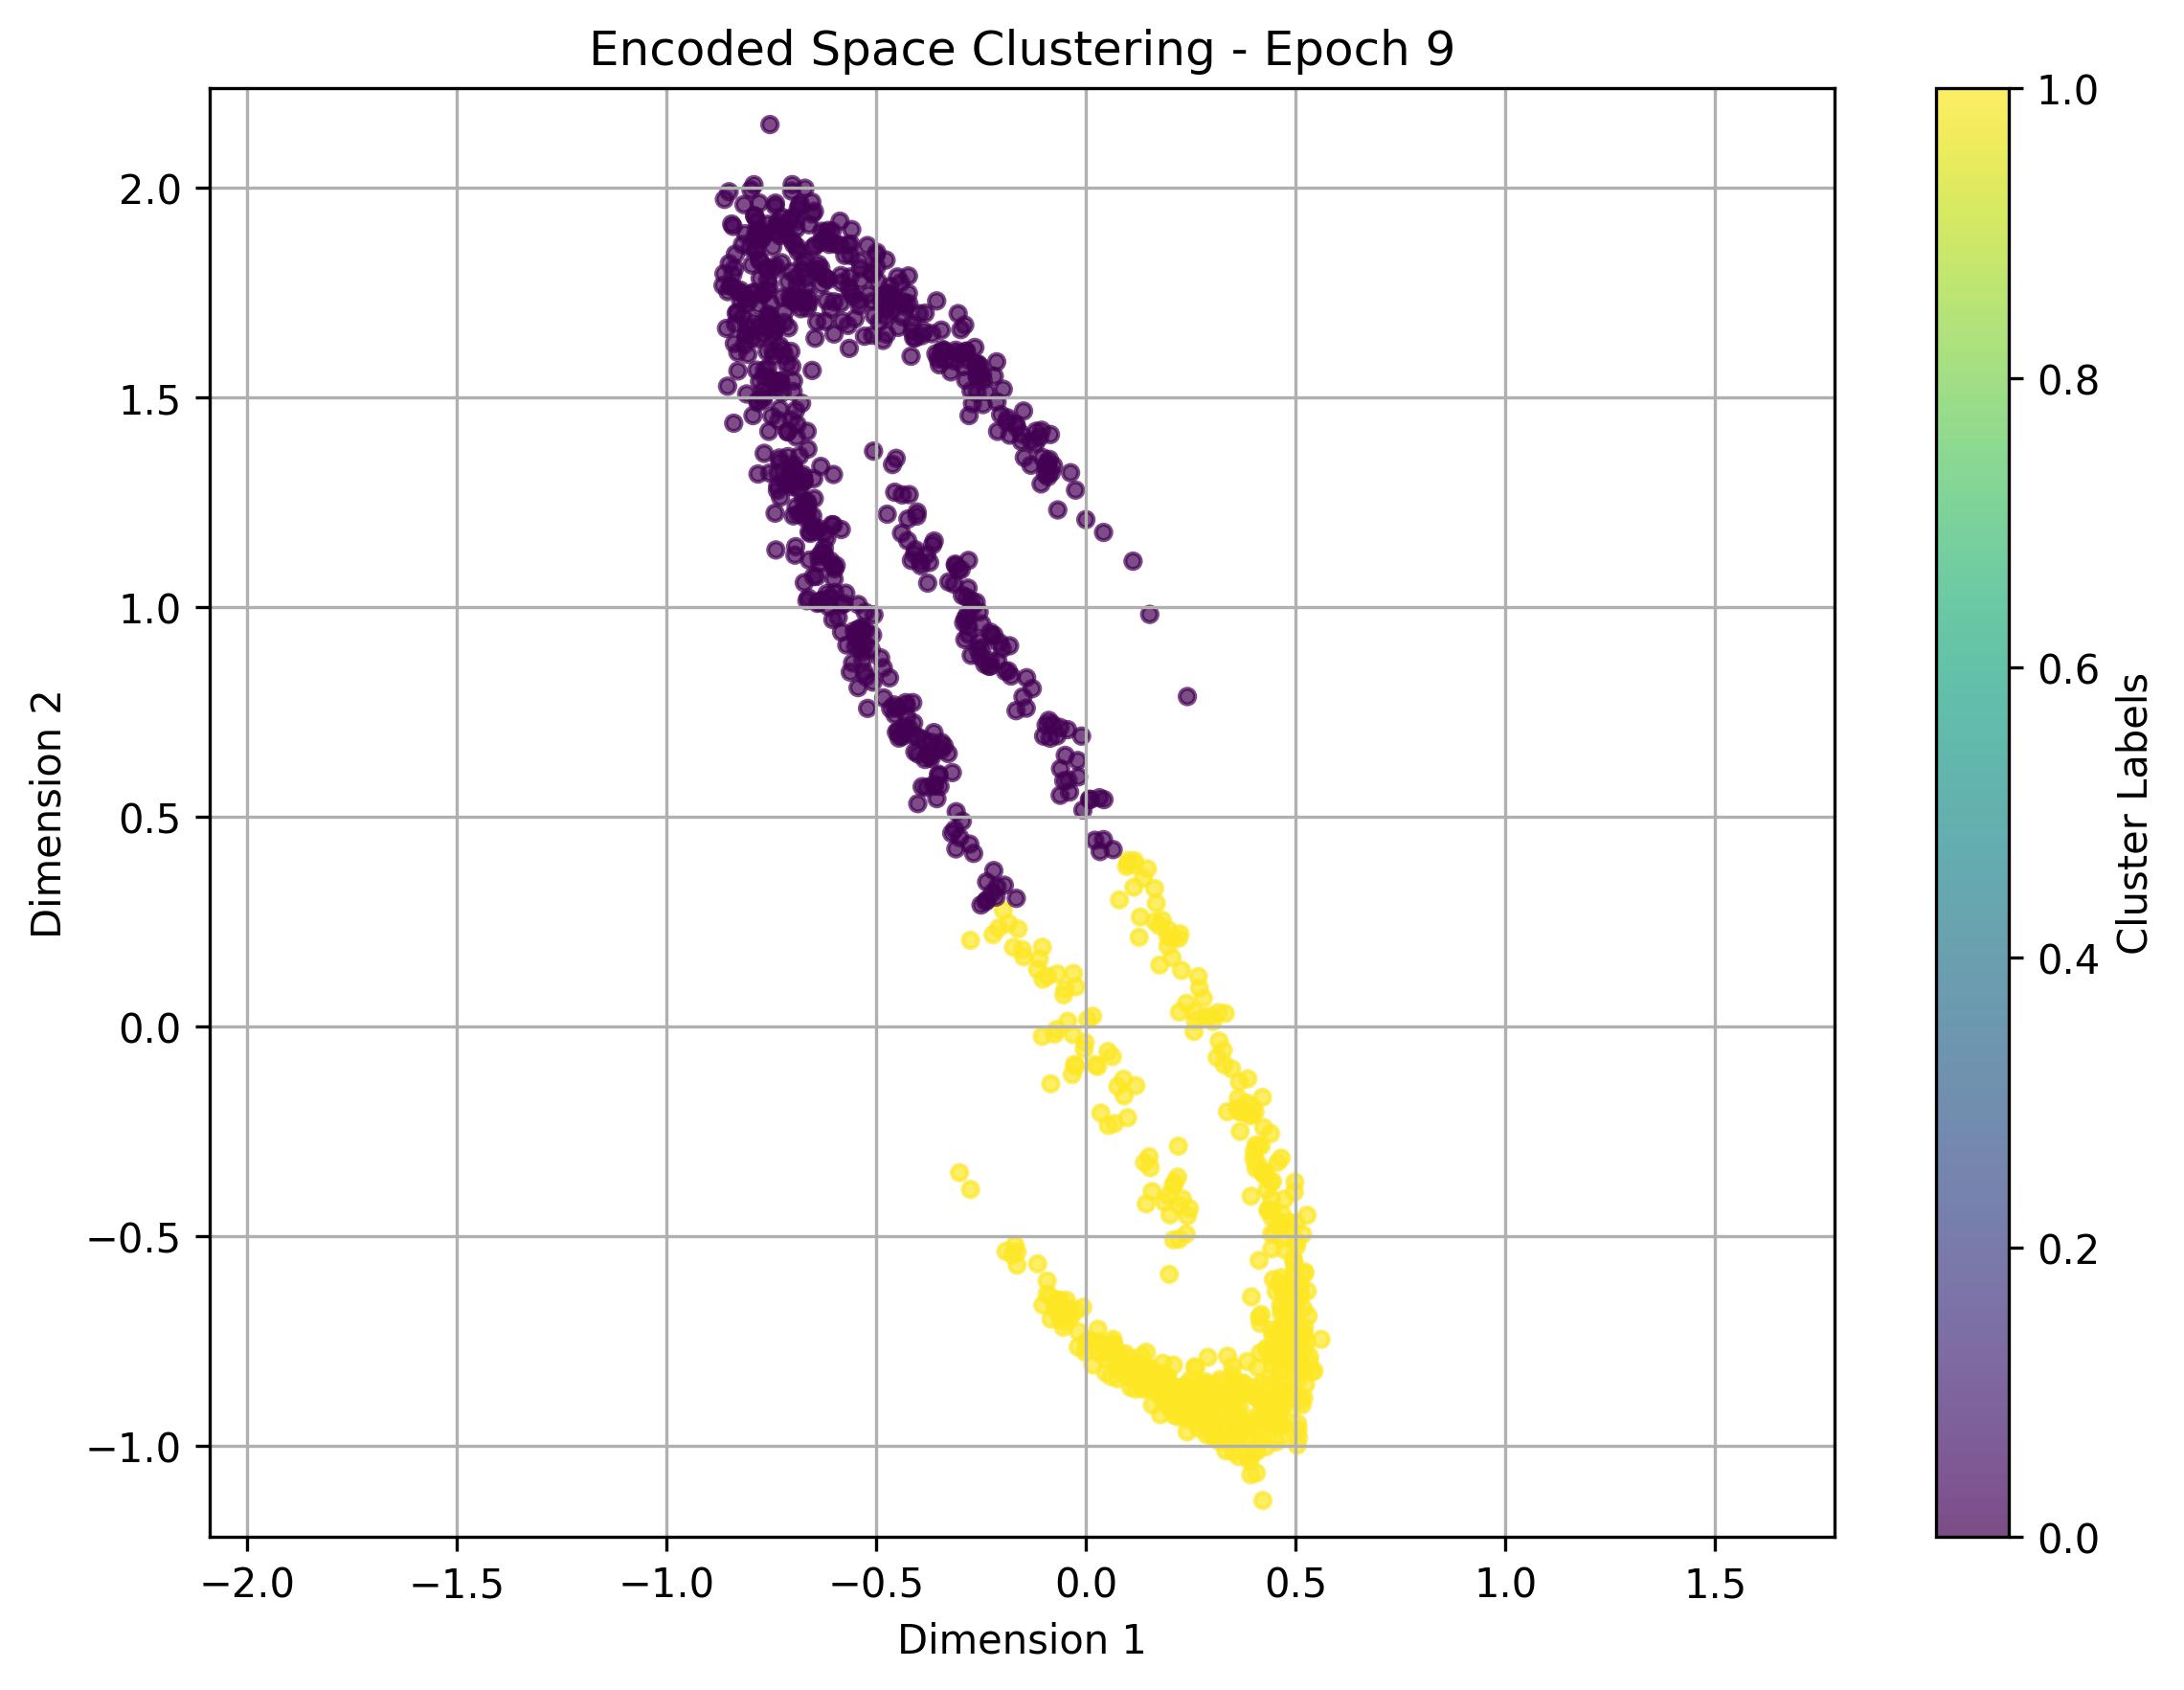 Encoded Space Clustering - Epoch 9
2.0
1.5
1.0
0.5
0.0
−0.5
−1.0
Dimension 2
−2.0 −1.5 −1.0 −0.5 0.0 0.5 1.0 1.5
Dimension 1
1.0
0.8
0.6
0.4
0.2
0.0
Cluster Labels